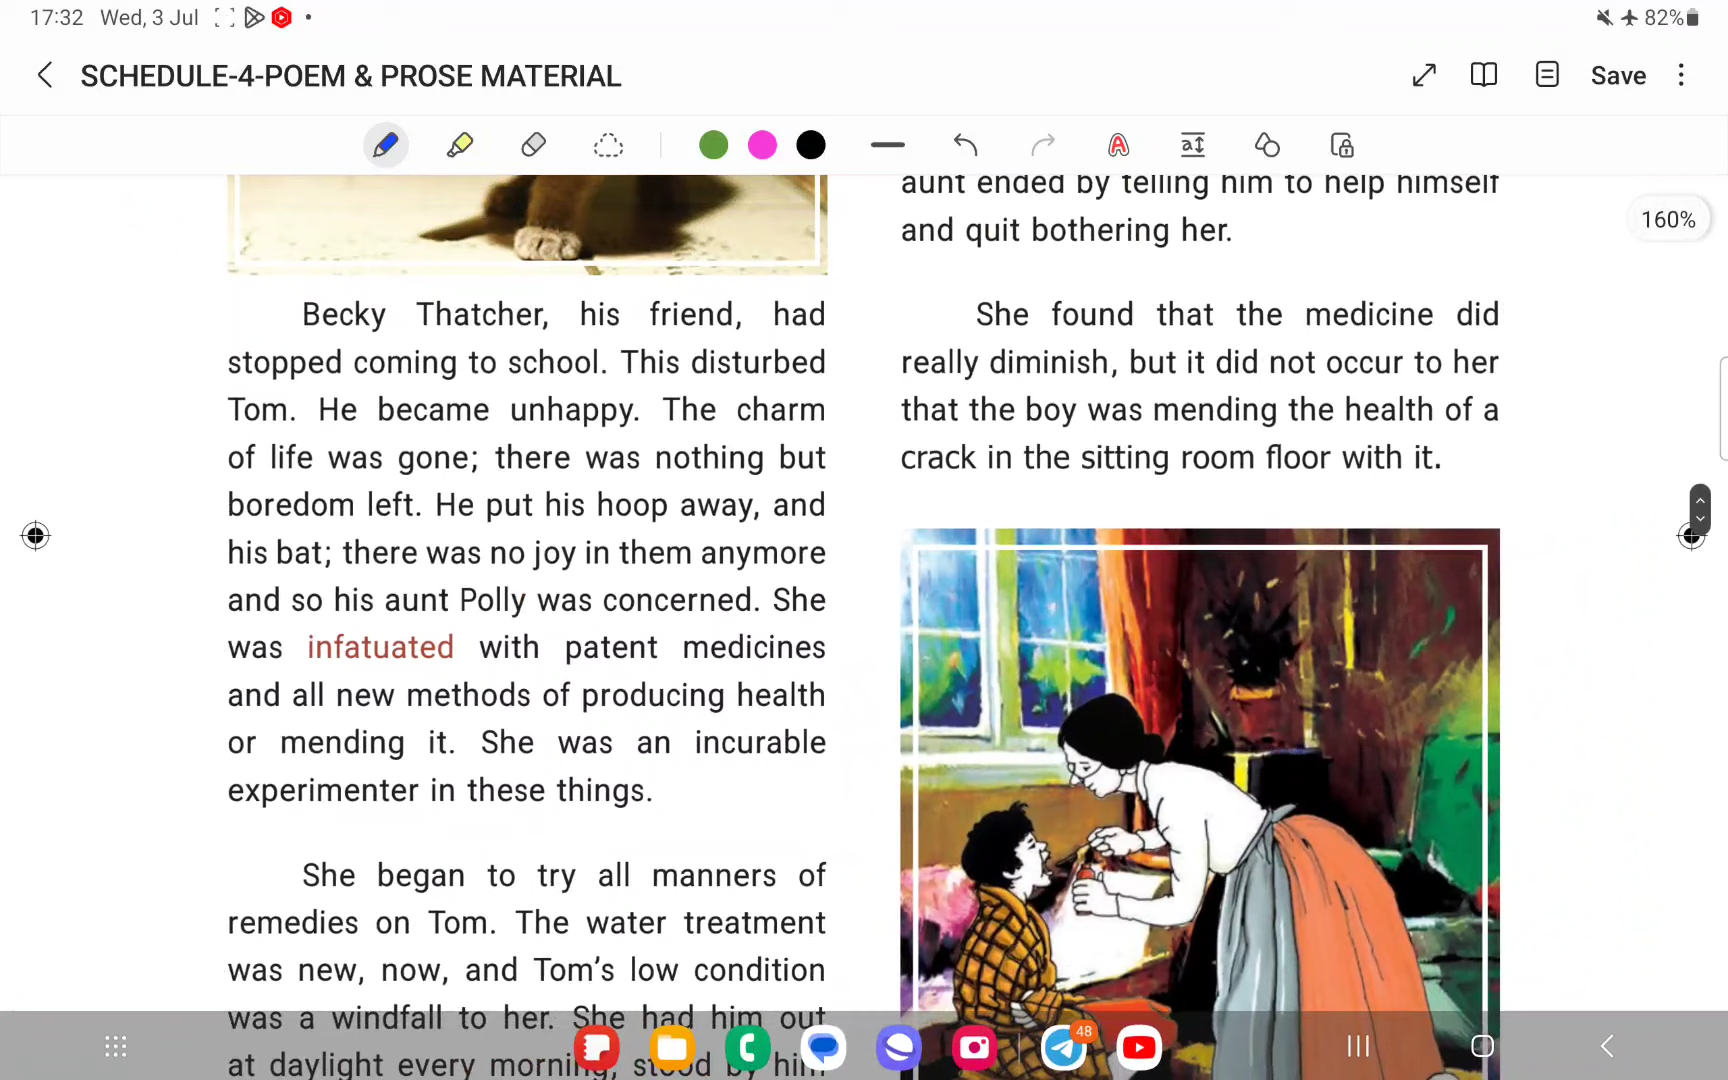 17:32 Wed, 3 Jul
82%
SCHEDULE-4-POEM & PROSE MATERIAL
Save
160%
Becky Thatcher, his friend, had
stopped coming to school. This disturbed
Tom. He became unhappy. The charm
of life was gone; there was nothing but
boredom left. He put his hoop away, and
his bat; there was no joy in them anymore
and so his aunt Polly was concerned. She
was infatuated with patent medicines
and all new methods of producing health
or mending it. She was an incurable
experimenter in these things.
She began to try all manners of
remedies on Tom. The water treatment
was new, now, and Tom's low condition
was a windfall to her. She had him out
at daylight every morning, stood by him
aunt ended by telling him to help himself
and quit bothering her.
She found that the medicine did
really diminish, but it did not occur to her
that the boy was mending the health of a
crack in the sitting room floor with it.
48